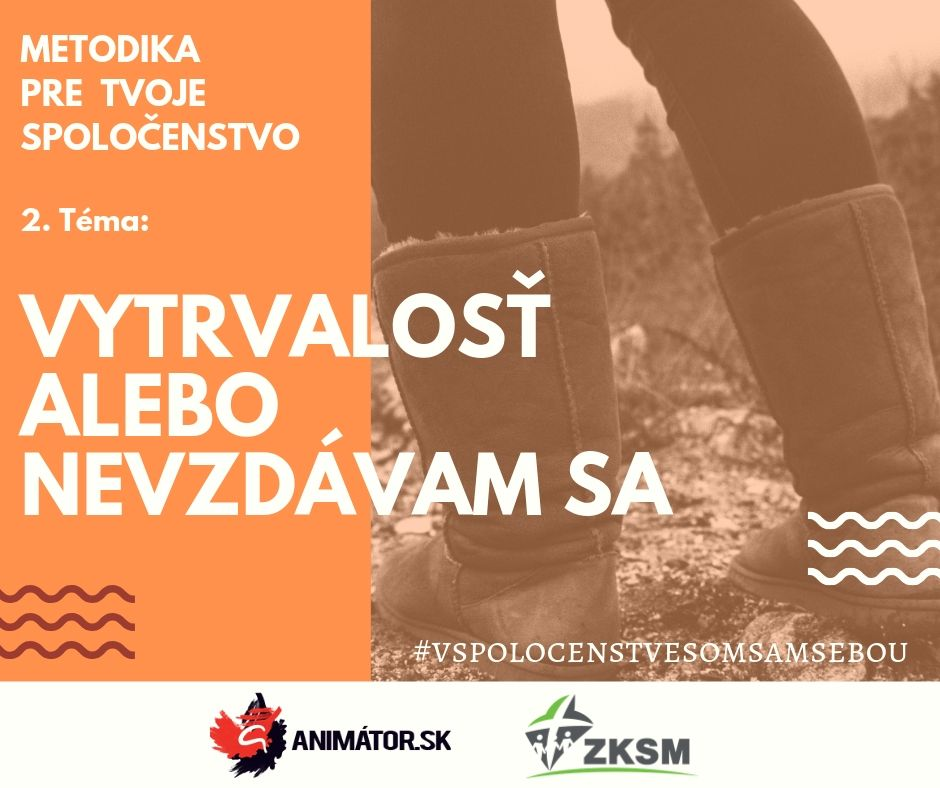 METODIKA
PRE TVOJE
SPOLOČENSTVO
2. Téma:
VYTRVALOSŤ
ALEBO
NEVZDÁVAM SA
#VSPOLOCENSTVESOMSAMSEBOU
ANIMÁTOR.SK
ZKSM